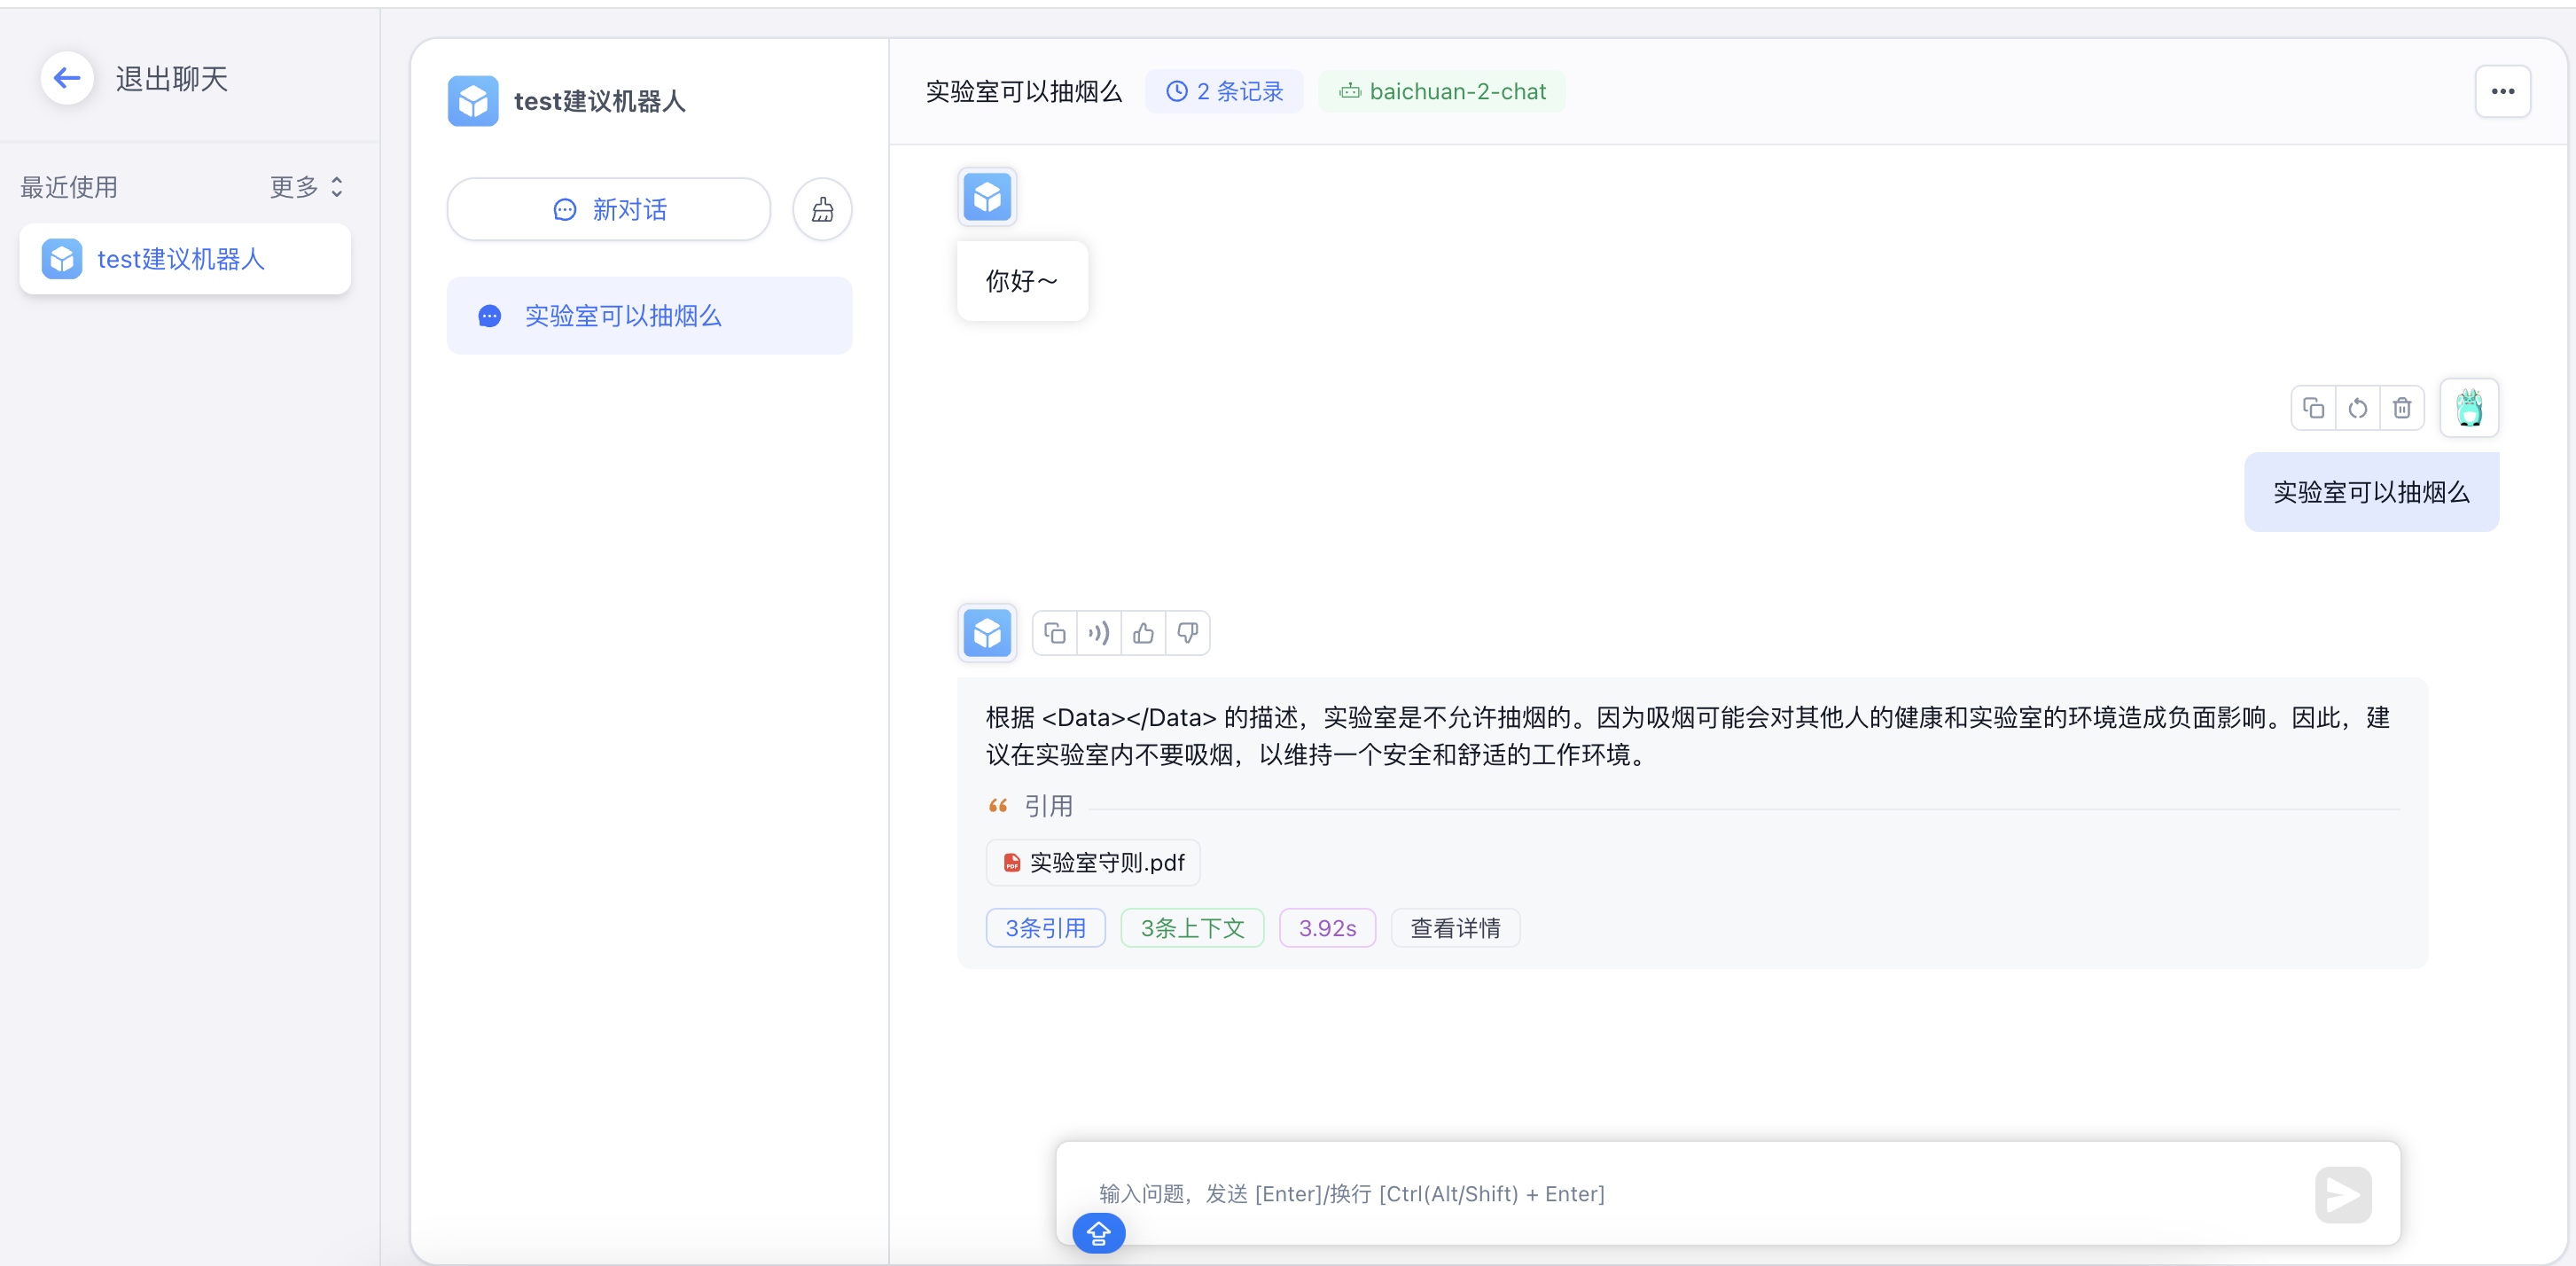 退出聊天
最近使用
更多
test建议机器人
test建议机器人
新对话
实验室可以抽烟么
实验室可以抽烟么
2 条记录
baichuan-2-chat
你好～
实验室可以抽烟么
根据 <Data></Data> 的描述，实验室是不允许抽烟的。因为吸烟可能会对其他人的健康和实验室的环境造成负面影响。因此，建
议在实验室内不要吸烟，以维持一个安全和舒适的工作环境。
引用
实验室守则.pdf
3条引用
3条上下文
3.92s
查看详情
输入问题，发送 [Enter]/换行 [Ctrl(Alt/Shift) + Enter]